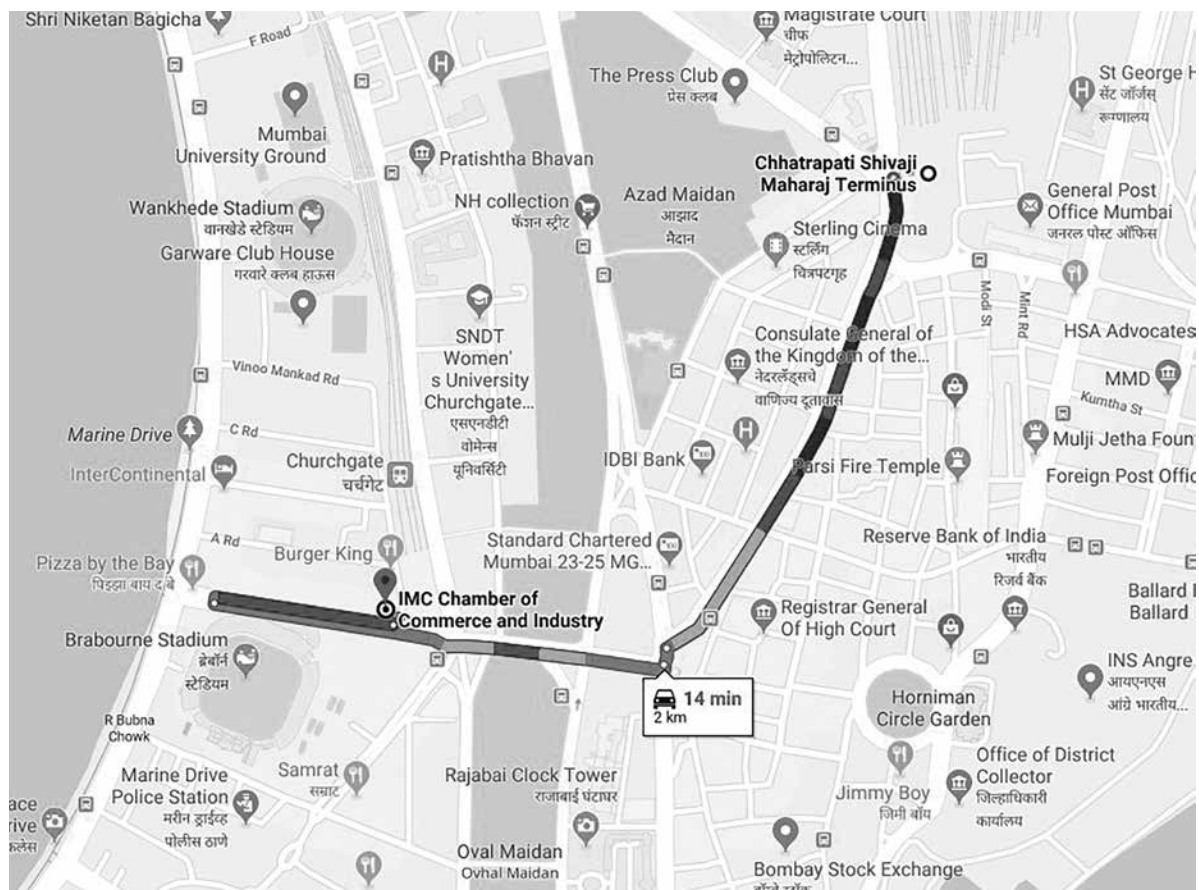 Shri Niketan Bagicha
F Road
Mumbai
University Ground
Wankhede Stadium
वानखेडे स्टेडियम
Garware Club House
गरवारे क्लब हाऊस
Vinoo Mankad Rd
C Rd
Marine Drive
InterContinental
A Rd
Pizza by the Bay
पिझ्झा बाय द बे
Brabourne Stadium
ब्रेबॉर्न
स्टेडियम
R Bubna
Chowk
Marine Drive
Police Station
मरीन ड्राईव्ह
पोलीस ठाणे
Pratishtha Bhavan
NH collection
फॅशन स्ट्रीट
SNDT
Women'
s University
Churchgate...
एसएनडीटी
वोमेन्स
यूनिवर्सिटी
Churchgate
चर्चगेट
Burger King
IMC Chamber of
Commerce and Industry
Samrat
सम्राट
Rajabai Clock Tower
राजाबाई घंटाघर
Oval Maidan
Ovhal Maidan
Magistrate Court
चीफ
मेट्रोपोलिटन...
The Press Club
प्रेस क्लब
Chhatrapati Shivaji
Maharaj Terminus
Azad Maidan
आझाद
मैदान
Sterling Cinema
स्टर्लिंग
चित्रपटगृह
Consulate General of
the Kingdom of the...
नेदरलँड्सचे
वाणिज्य दूतावास
IDBI Bank
Standard Chartered
Mumbai 23-25 MG...
Parsi Fire Temple
Registrar General
Of High Court
14 min
2 km
St George H
सेंट जॉर्जस्
रूग्णालय
General Post
Office Mumbai
जनरल पोस्ट ऑफिस
Modi St
Mint Rd
HSA Advocates
MMD
Kumtha St
Mulji Jetha Foun
Foreign Post Offic
Reserve Bank of India
भारतीय
रिजर्व बैंक
Ballard
Ballard
INS Angre
आयएनएस
आंग्रे भारतीय...
Horniman
Circle Garden
Office of District
Collector
जिल्हाधिकारी
कार्यालय
Jimmy Boy
जिमी बॉय
Bombay Stock Exchange